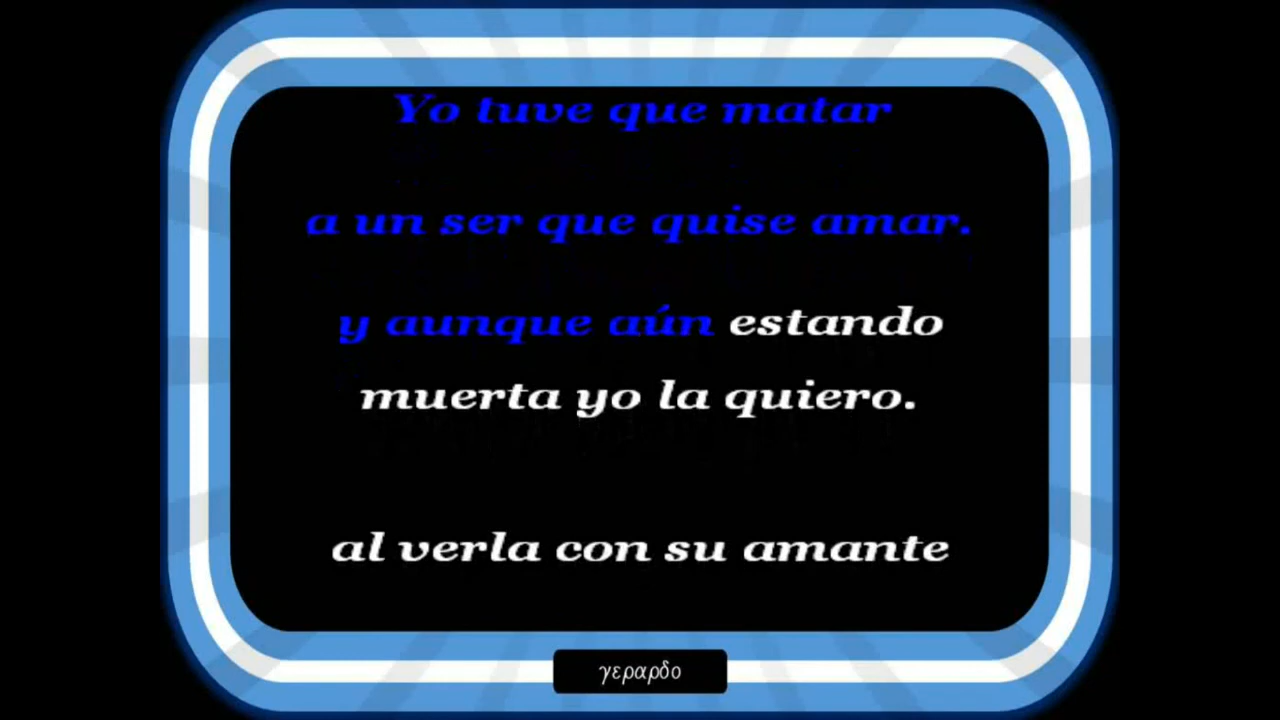 Yo tuve que matar
a un ser que quise amar.
y aunque aún estando
muerta yo la quiero.
al verla con su amante
γεραρδο